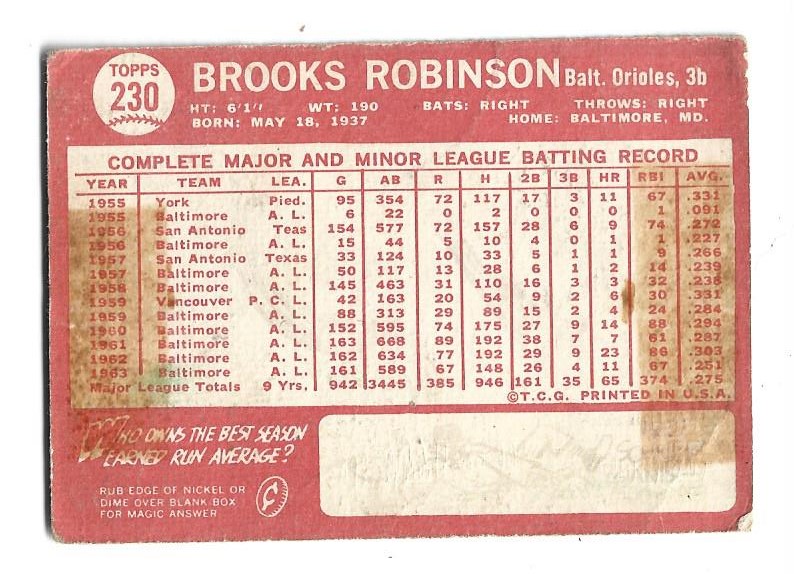 TOPPS
230
BROOKS ROBINSON Balt. Orioles, 3b
HT: 6'1" WT: 190 BATS: RIGHT THROWS: RIGHT
BORN: MAY 18, 1937 HOME: BALTIMORE, MD.
COMPLETE MAJOR AND MINOR LEAGUE BATTING RECORD
YEAR TEAM LEA. G AB R H 2B 3B HR RBI AVG.
1955 York Pied. 95 354 72 117 17 3 11 67 .331
1955 Baltimore A. L. 6 22 0 2 0 0 0 1 .091
1956 San Antonio Teas 154 577 72 157 28 6 9 74 .272
1956 Baltimore A. L. 15 44 5 10 4 0 1 1 .227
1957 San Antonio Texas 33 124 10 33 5 1 1 9 .266
1957 Baltimore A. L. 50 117 13 28 6 1 2 14 .239
1958 Baltimore A. L. 145 463 31 110 16 3 3 32 .238
1959 Vancouver P. C. L. 42 163 20 54 9 2 6 30 .331
1959 Baltimore A. L. 88 313 29 89 15 2 4 24 .284
1960 Baltimore A. L. 152 595 74 175 27 9 14 88 .294
1961 Baltimore A. L. 163 668 89 192 38 7 7 61 .287
1962 Baltimore A. L. 162 634 .77 192 29 9 23 86 .303
1963 Baltimore A. L. 161 589 67 148 26 4 11 67 .251
Major League Totals 9 Yrs. 942 3445 385 946 161 35 65 374 .275
©T.C.G. PRINTED IN U.S.A.
WHO OWNS THE BEST SEASON
EARNED RUN AVERAGE?
RUB EDGE OF NICKEL OR
DIME OVER BLANK BOX
FOR MAGIC ANSWER